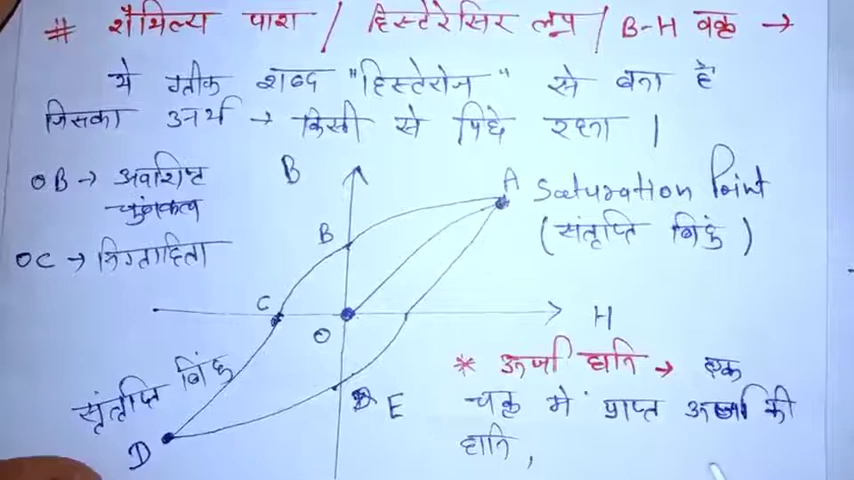 # शैथिल्य पाश / हिस्टेरेसिर लूप / B-H वक्र →
ये ग्रीक शब्द "हिस्टेरोज" से बना है
जिसका अर्थ → किसी से पिछे रहना |
OB → अवशिष्ट
चुंबकत्व
OC → निग्राहिता
B
A Saturation Point
(संतृप्ति बिंदु)
B
C
O
H
संतृप्ति बिंदु
D
E
* ऊर्जा हानि → एक
चक्र में प्राप्त ऊर्जा की
हानि,